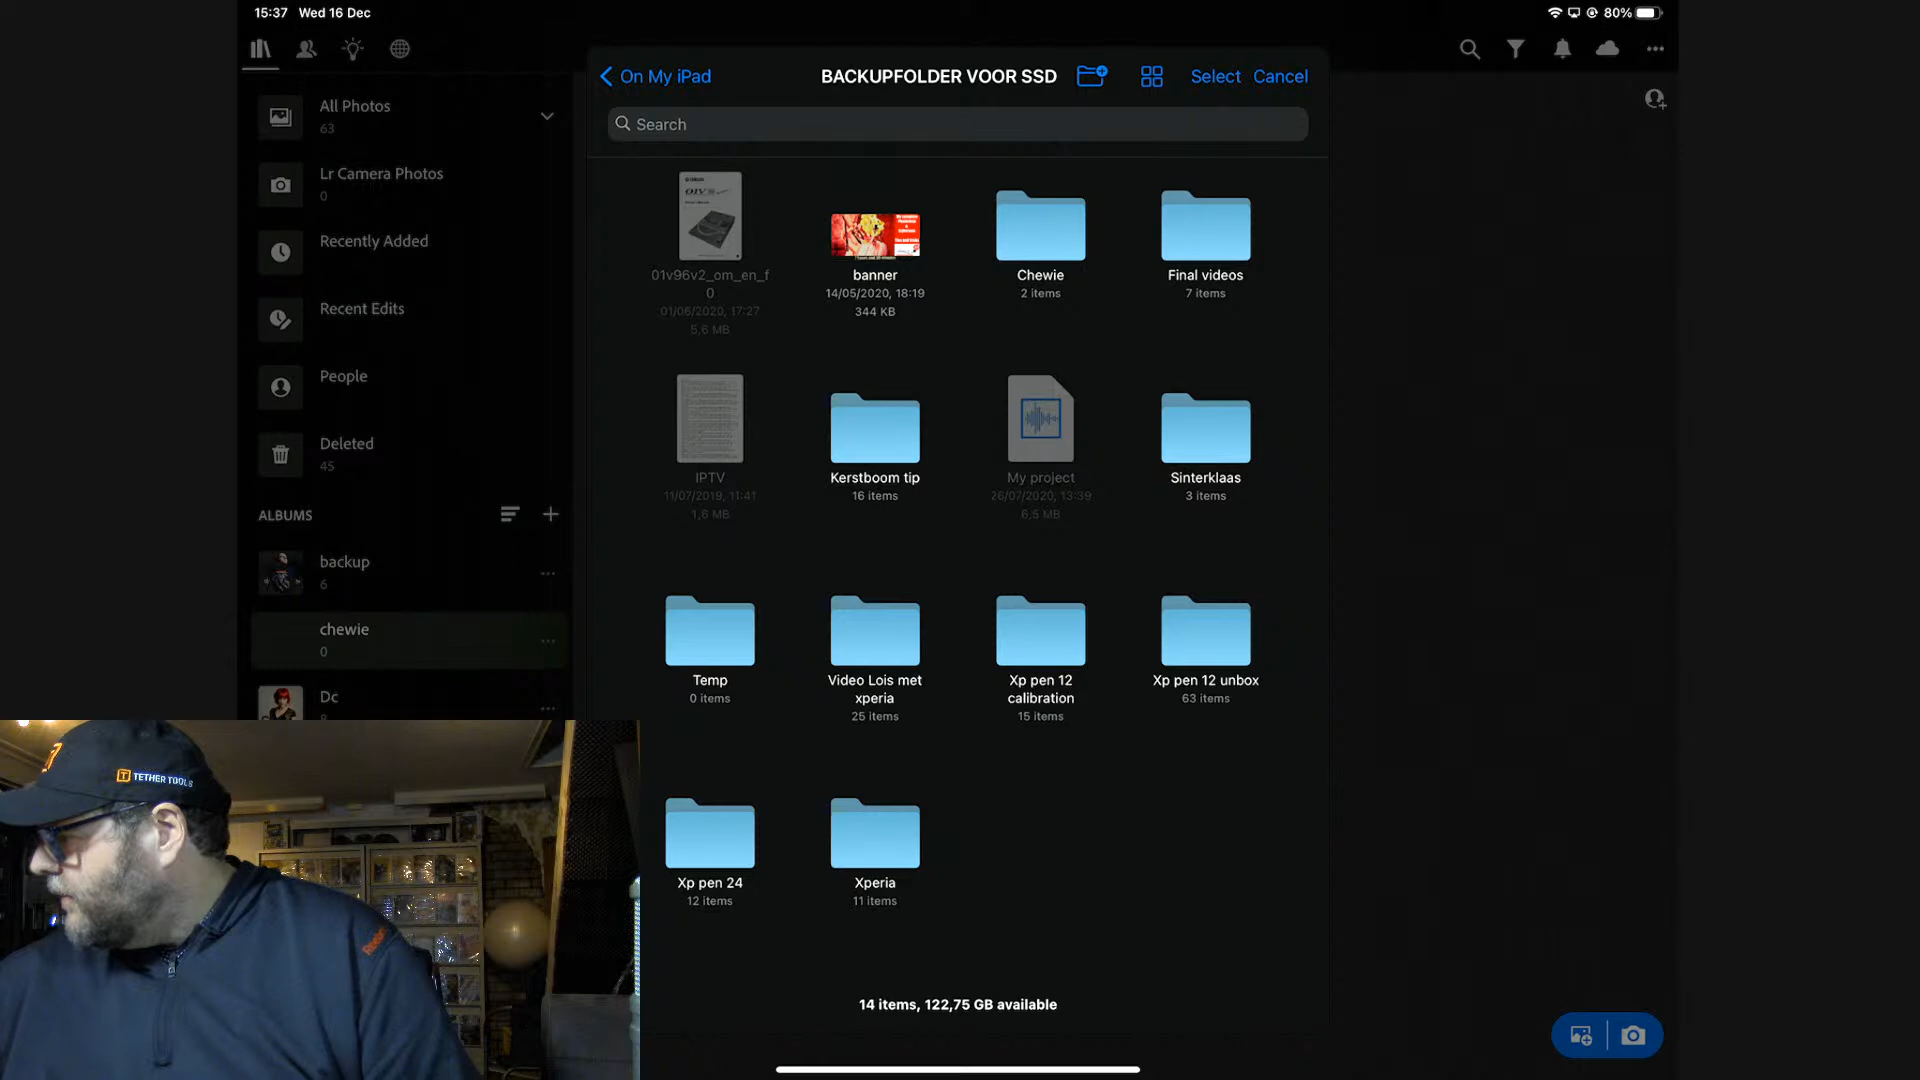 15:37 Wed 16 Dec
80%
On My iPad
BACKUPFOLDER VOOR SSD
Select
Cancel
Search
All Photos
63
Lr Camera Photos
0
Recently Added
Recent Edits
People
Deleted
45
ALBUMS
backup
6
chewie
0
Dc
01v96v2_om_en_f
0
01/06/2020, 17:27
5,6 MB
banner
14/05/2020, 18:19
344 KB
Chewie
2 items
Final videos
7 items
IPTV
11/07/2019, 11:41
1,6 MB
Kerstboom tip
16 items
My project
26/07/2020, 13:39
6,5 MB
Sinterklaas
3 items
Temp
0 items
Video Lois met
xperia
25 items
Xp pen 12
calibration
15 items
Xp pen 12 unbox
63 items
Xp pen 24
12 items
Xperia
11 items
14 items, 122,75 GB available
TETHER TOOLS